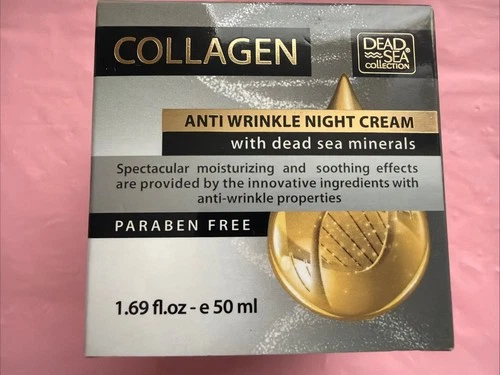 COLLAGEN
DEAD
SEA®
COLLECTION
ANTI WRINKLE NIGHT CREAM
with dead sea minerals
Spectacular moisturizing and soothing effects
are provided by the innovative ingredients with
anti-wrinkle properties
PARABEN FREE
1.69 fl.oz - e 50 ml